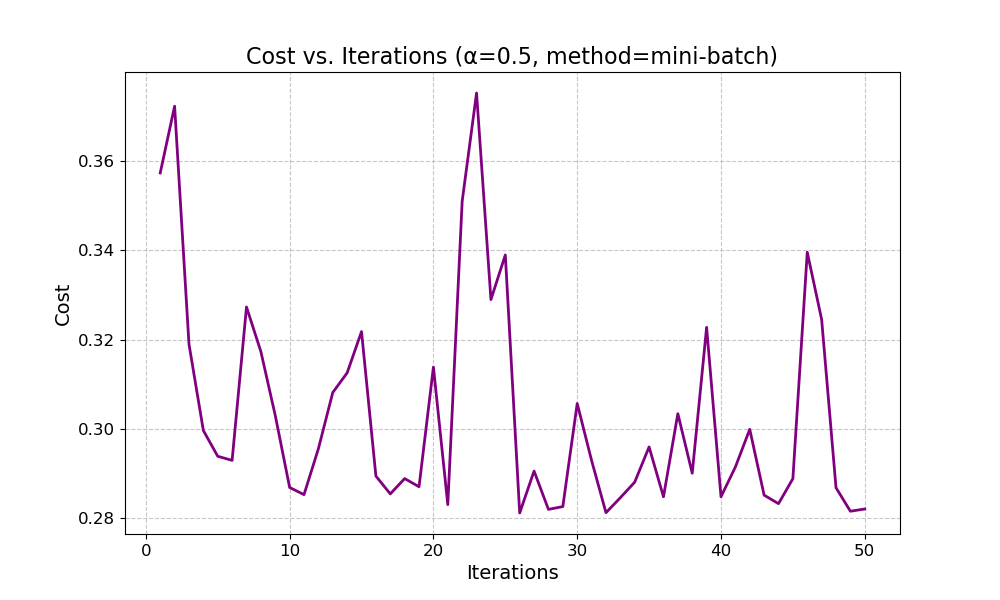 Cost vs. Iterations (α=0.5, method=mini-batch)
Cost
0.36
0.34
0.32
0.30
0.28
0 10 20 30 40 50
Iterations